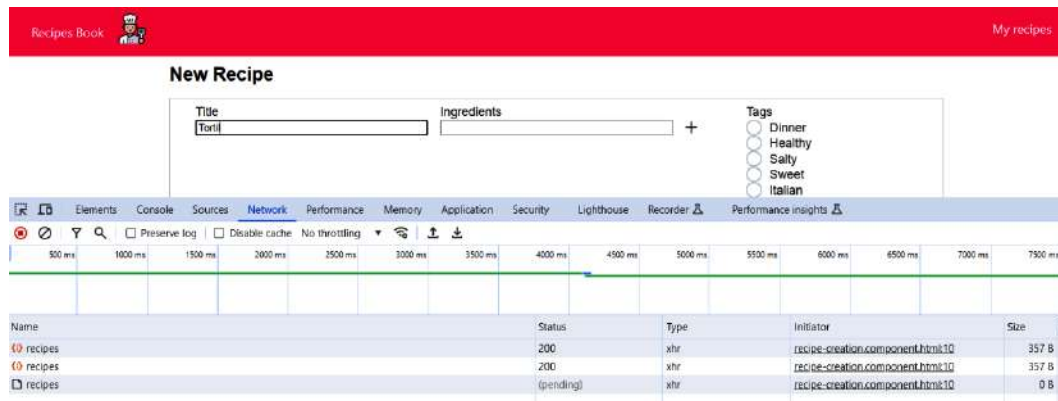 Recipes Book
My recipes
New Recipe
Title
Ingredients
Tags
Tortil
+
Dinner
Healthy
Salty
Sweet
Italian
Elements Console Sources Network Performance Memory Application Security Lighthouse Recorder Performance insights
Preserve log Disable cache No throttling
500 ms 1000 ms 1500 ms 2000 ms 2500 ms 3000 ms 3500 ms 4000 ms 4500 ms 5000 ms 5500 ms 6000 ms 6500 ms 7000 ms 7500 ms
Name Status Type Initiator Size
recipes 200 xhr recipe-creation.component.html:10 357 B
recipes 200 xhr recipe-creation.component.html:10 357 B
recipes (pending) xhr recipe-creation.component.html:10 0 B